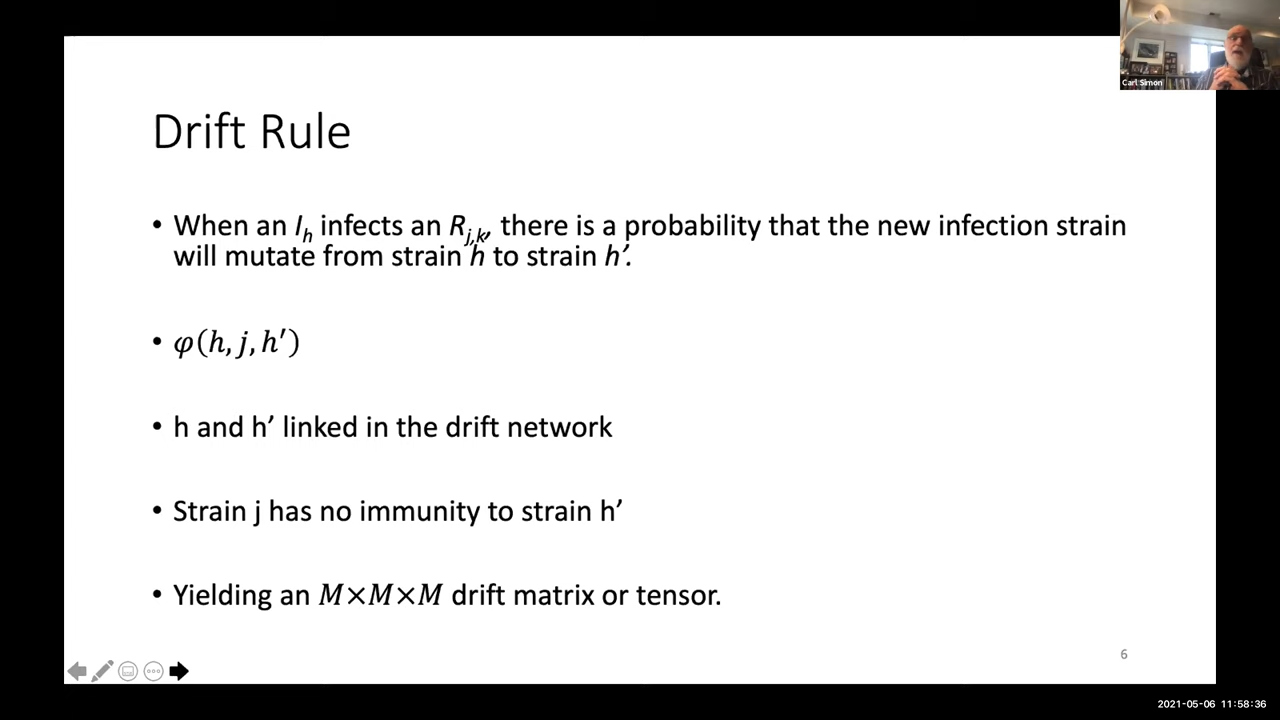 Carl Simon
Drift Rule
• When an I_h infects an R_{j,k}, there is a probability that the new infection strain
will mutate from strain h to strain h’.
• φ(h, j, h′)
• h and h’ linked in the drift network
• Strain j has no immunity to strain h’
• Yielding an M×M×M drift matrix or tensor.
6
2021-05-06 11:58:36